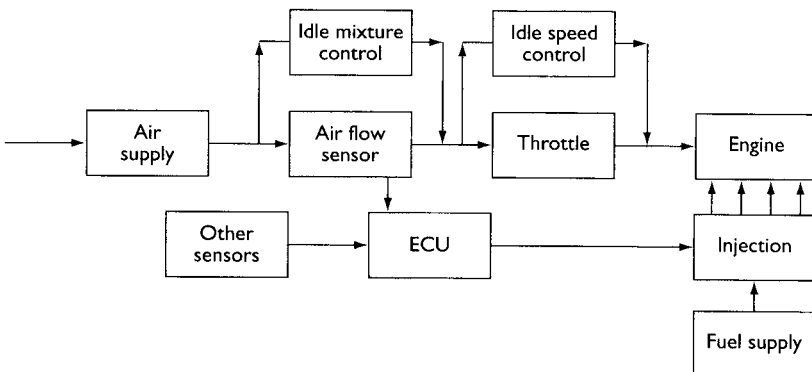 Idle mixture
control
Idle speed
control
Air
supply
Air flow
sensor
Throttle
Engine
Other
sensors
ECU
Injection
Fuel supply